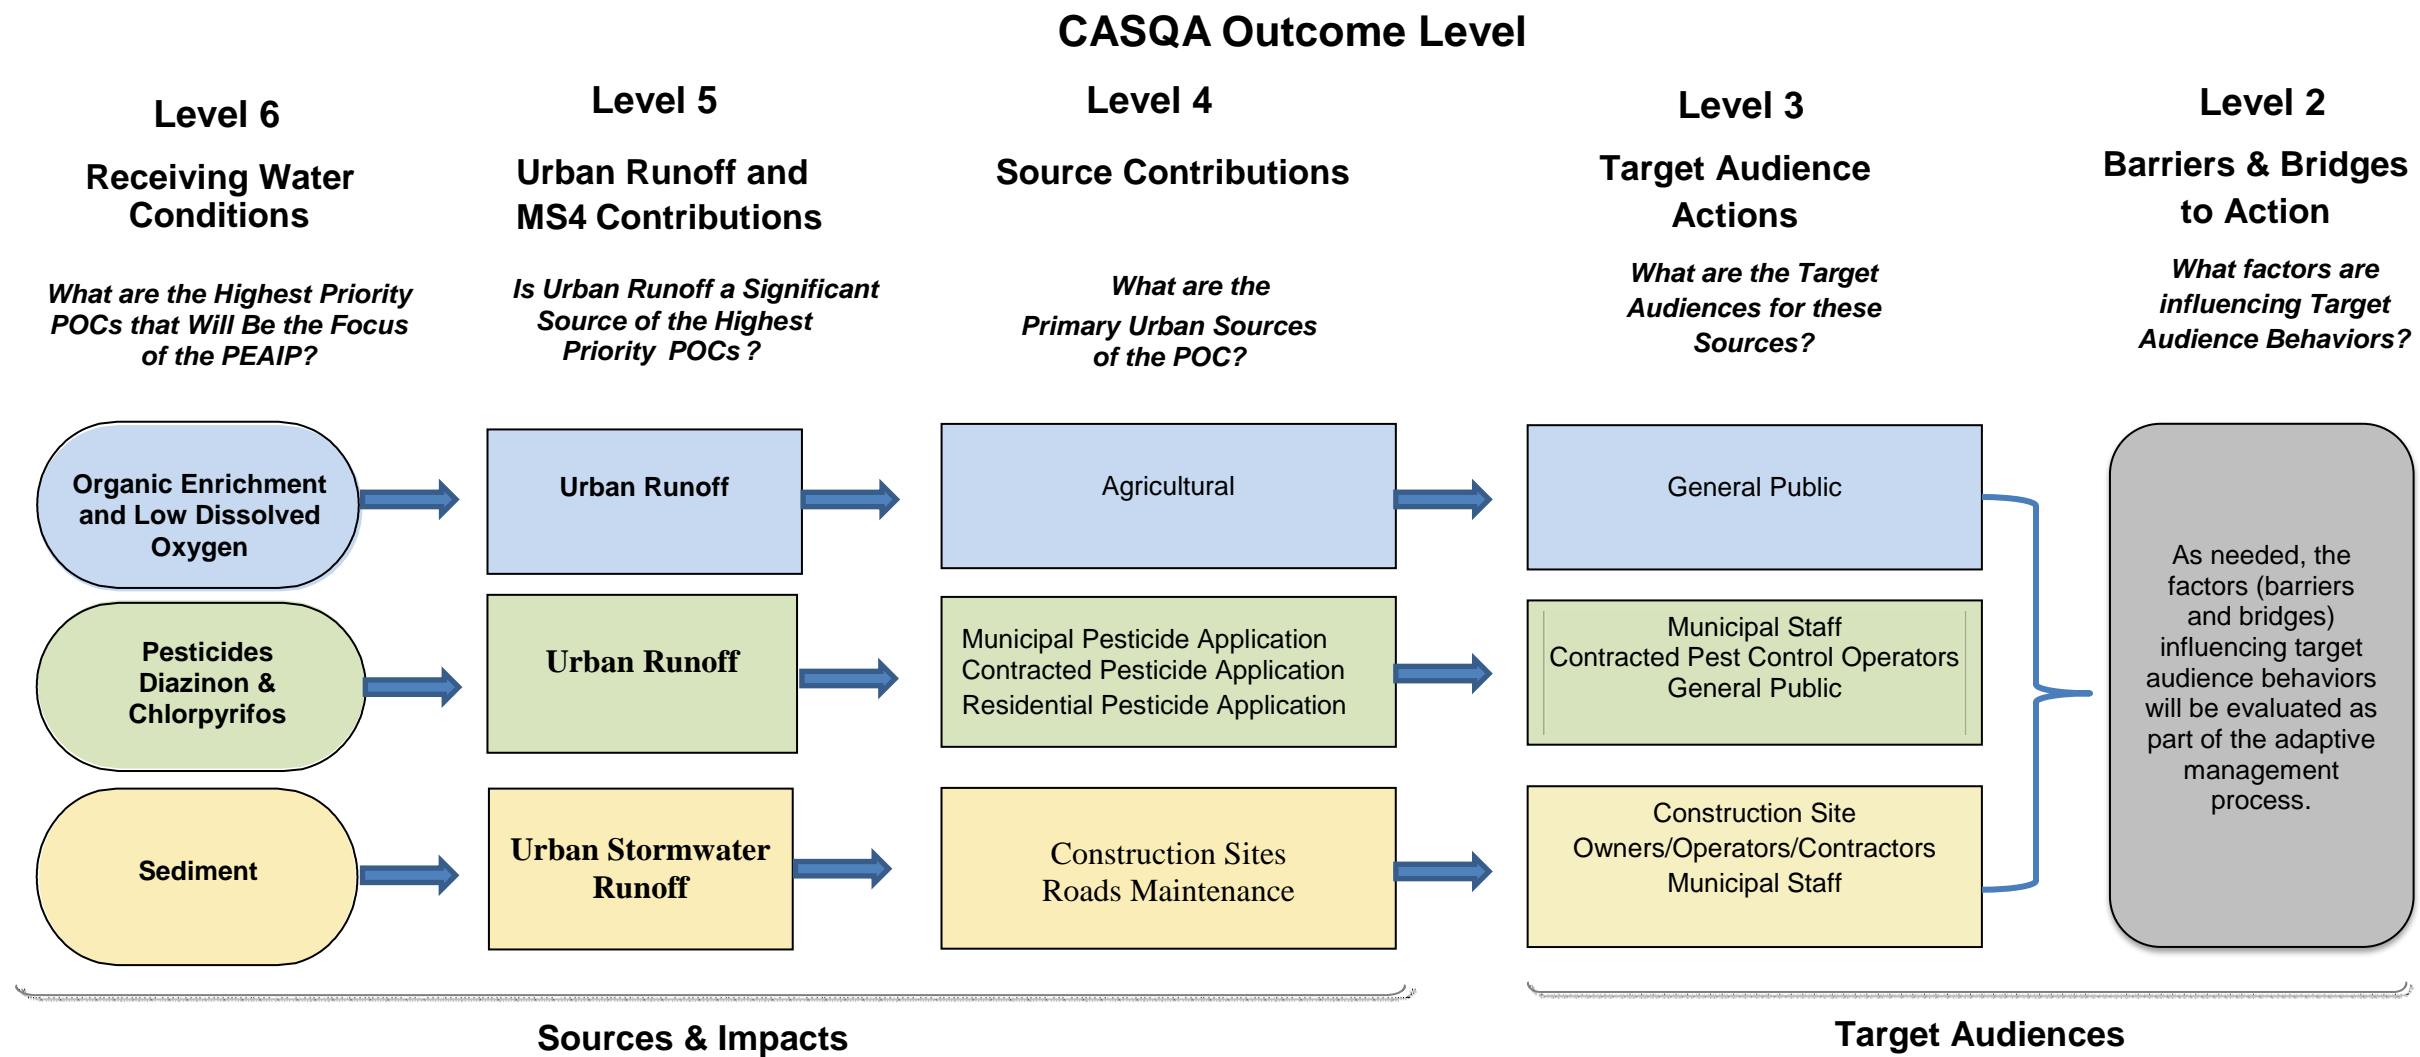 CASQA Outcome Level
Level 6
Receiving Water
Conditions
What are the Highest Priority
POCs that Will Be the Focus
of the PEAIP?
Level 5
Urban Runoff and
MS4 Contributions
Is Urban Runoff a Significant
Source of the Highest
Priority POCs?
Level 4
Source Contributions
What are the
Primary Urban Sources
of the POC?
Level 3
Target Audience
Actions
What are the Target
Audiences for these
Sources?
Level 2
Barriers & Bridges
to Action
What factors are
influencing Target
Audience Behaviors?
Organic Enrichment
and Low Dissolved
Oxygen
Urban Runoff
Agricultural
General Public
Pesticides
Diazinon &
Chlorpyrifos
Urban Runoff
Municipal Pesticide Application
Contracted Pesticide Application
Residential Pesticide Application
Municipal Staff
Contracted Pest Control Operators
General Public
Sediment
Urban Stormwater
Runoff
Construction Sites
Roads Maintenance
Construction Site
Owners/Operators/Contractors
Municipal Staff
As needed, the
factors (barriers
and bridges)
influencing target
audience behaviors
will be evaluated as
part of the adaptive
management
process.
Sources & Impacts
Target Audiences